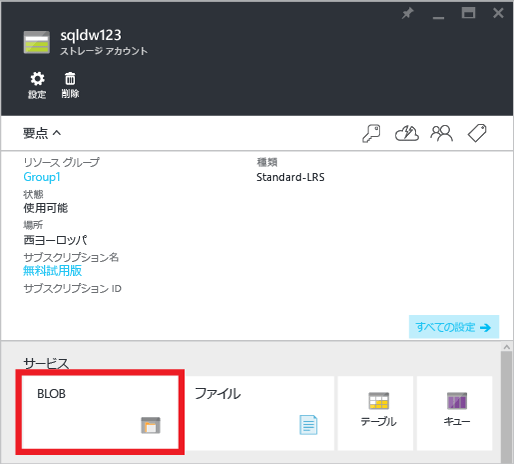 sqldw123
ストレージ アカウント
設定 削除
要点
リソース グループ 種類
Group1 Standard-LRS
状態
使用可能
場所
西ヨーロッパ
サブスクリプション名
無料試用版
サブスクリプション ID
すべての設定
サービス
BLOB ファイル
テーブル キュー